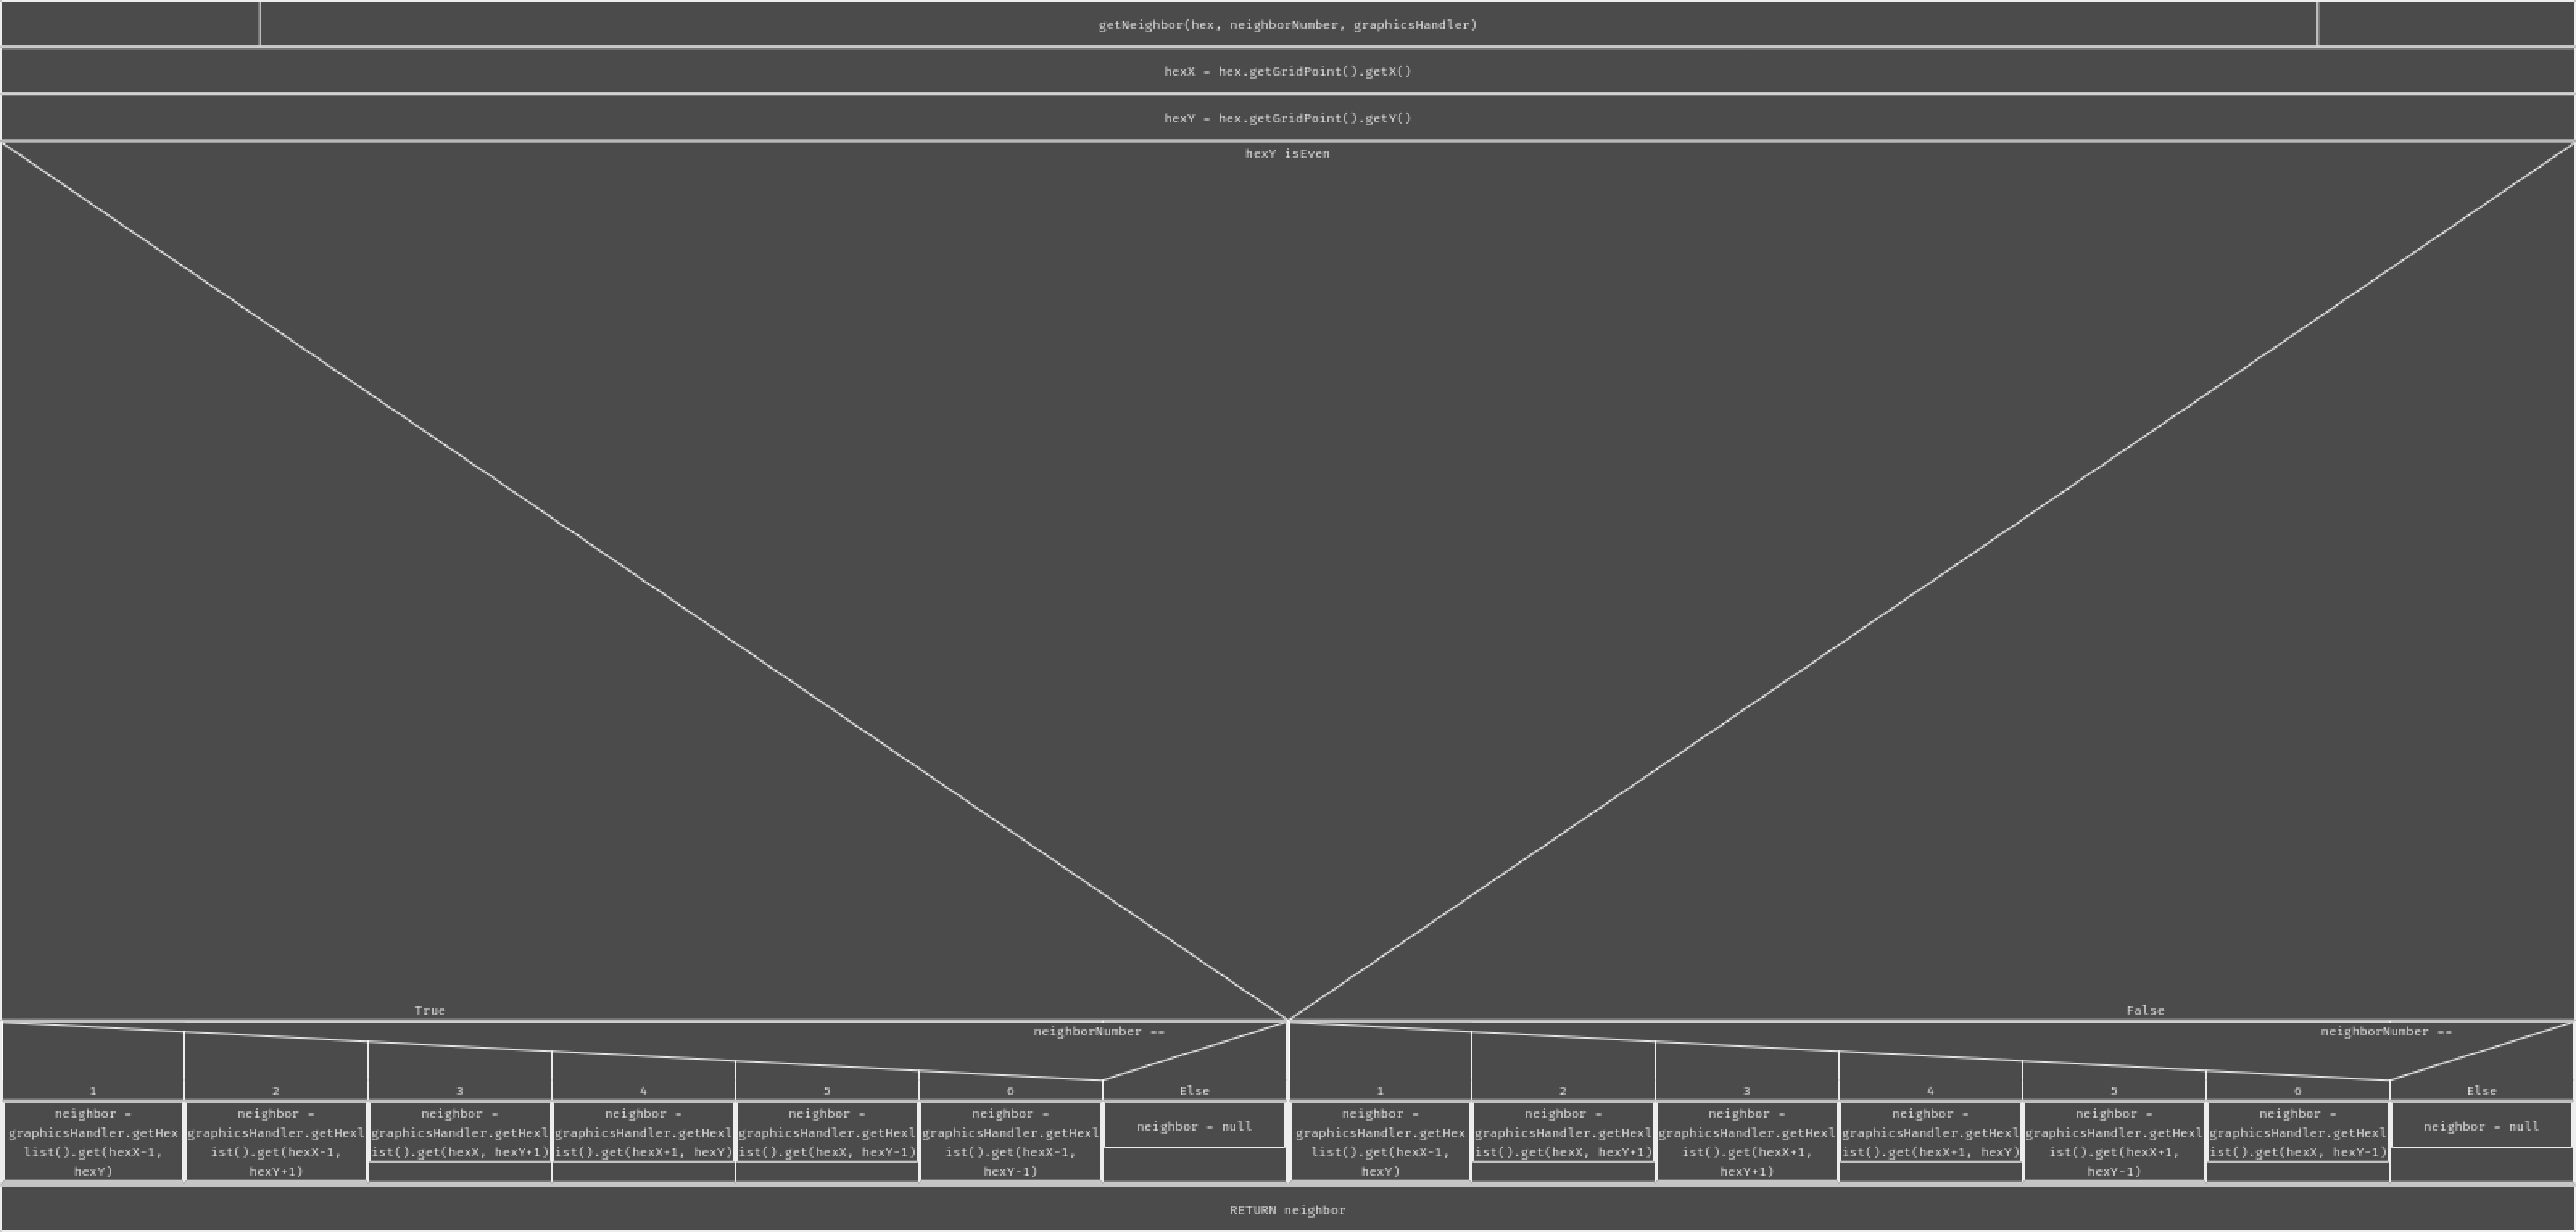 getNeighbor(hex, neighborNumber, graphicsHandler)
hexX = hex.getGridPoint().getX()
hexY = hex.getGridPoint().getY()
hexY isEven
True
False
neighborNumber ==
1
2
3
4
5
6
Else
neighbor =
graphicsHandler.getHex
list().get(hexX-1,
hexY)
neighbor =
graphicsHandler.getHexl
ist().get(hexX-1,
hexY+1)
neighbor =
graphicsHandler.getHexl
ist().get(hexX, hexY+1)
neighbor =
graphicsHandler.getHexl
ist().get(hexX+1, hexY)
neighbor =
graphicsHandler.getHexl
ist().get(hexX, hexY-1)
neighbor =
graphicsHandler.getHexl
ist().get(hexX-1,
hexY-1)
neighbor = null
neighborNumber ==
1
2
3
4
5
6
Else
neighbor =
graphicsHandler.getHex
list().get(hexX-1,
hexY)
neighbor =
graphicsHandler.getHexl
ist().get(hexX, hexY+1)
neighbor =
graphicsHandler.getHexl
ist().get(hexX+1,
hexY+1)
neighbor =
graphicsHandler.getHexl
ist().get(hexX+1, hexY)
neighbor =
graphicsHandler.getHexl
ist().get(hexX+1,
hexY-1)
neighbor =
graphicsHandler.getHexl
ist().get(hexX, hexY-1)
neighbor = null
RETURN neighbor